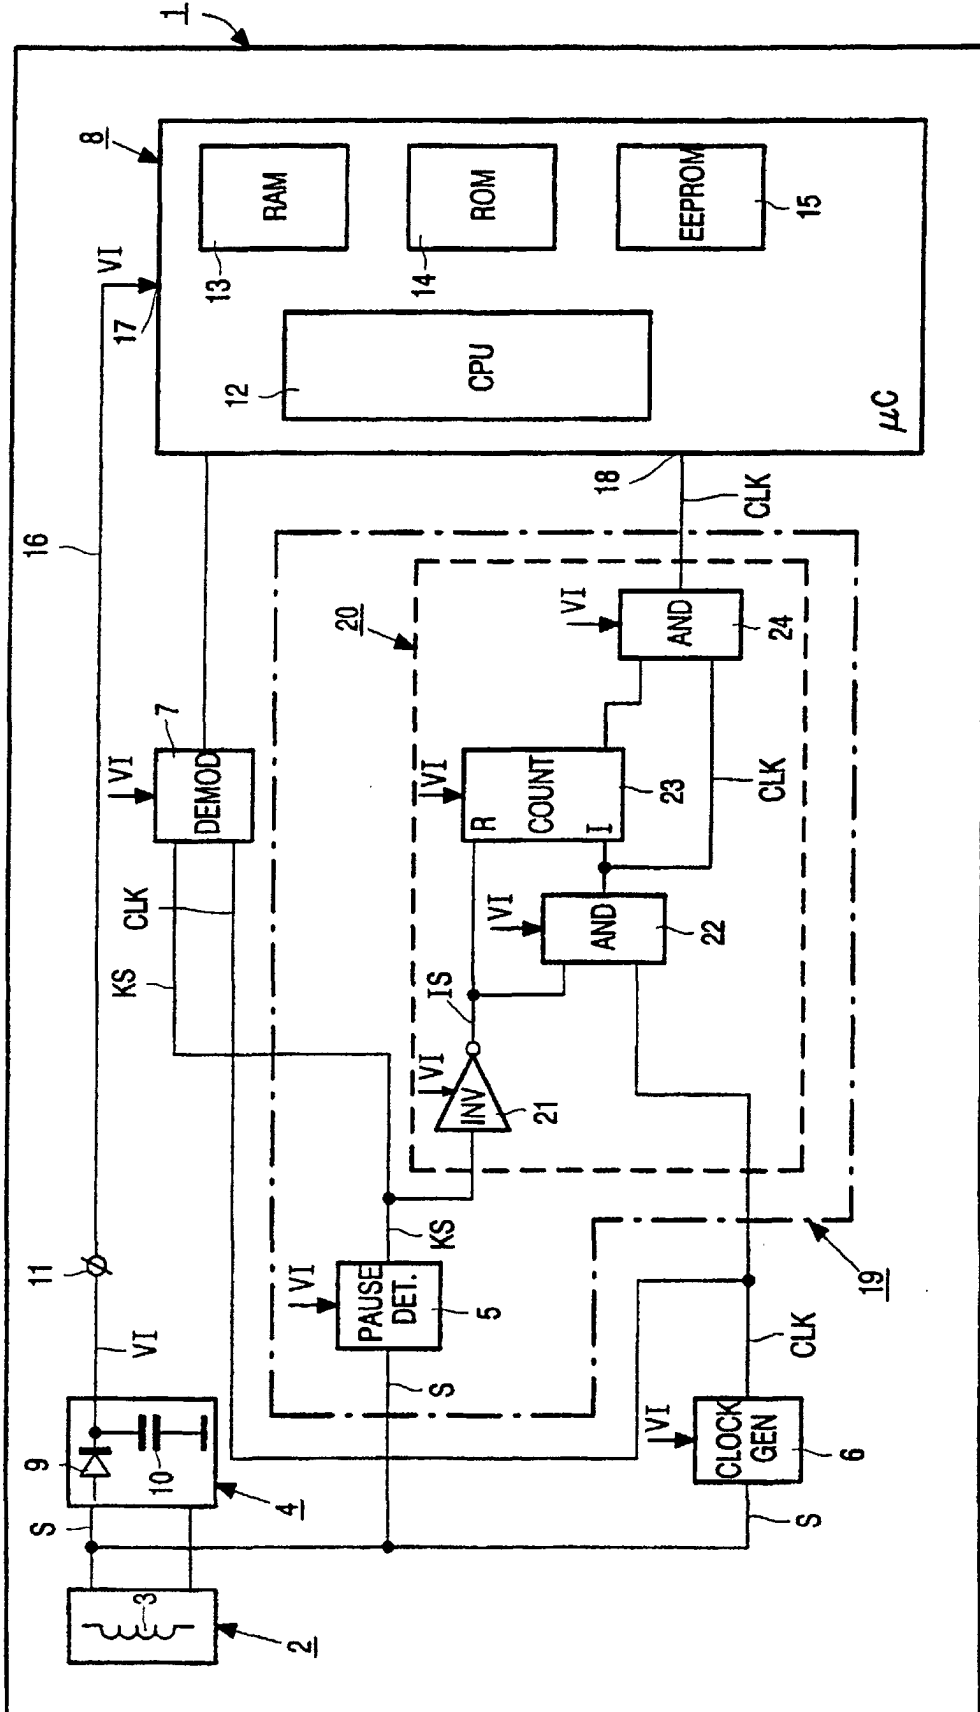 1
16
11
VI
9
10
4
S
3
2
VI
7
DEMOD
CLK
KS
VI
17
8
13
RAM
14
ROM
EEPROM
15
12
CPU
µC
18
CLK
20
VI
AND
24
VI
R
COUNT
I
23
CLK
VI
AND
22
IS
VI
INV
21
KS
VI
PAUSE
DET.
5
S
19
CLK
VI
CLOCK
GEN
6
S